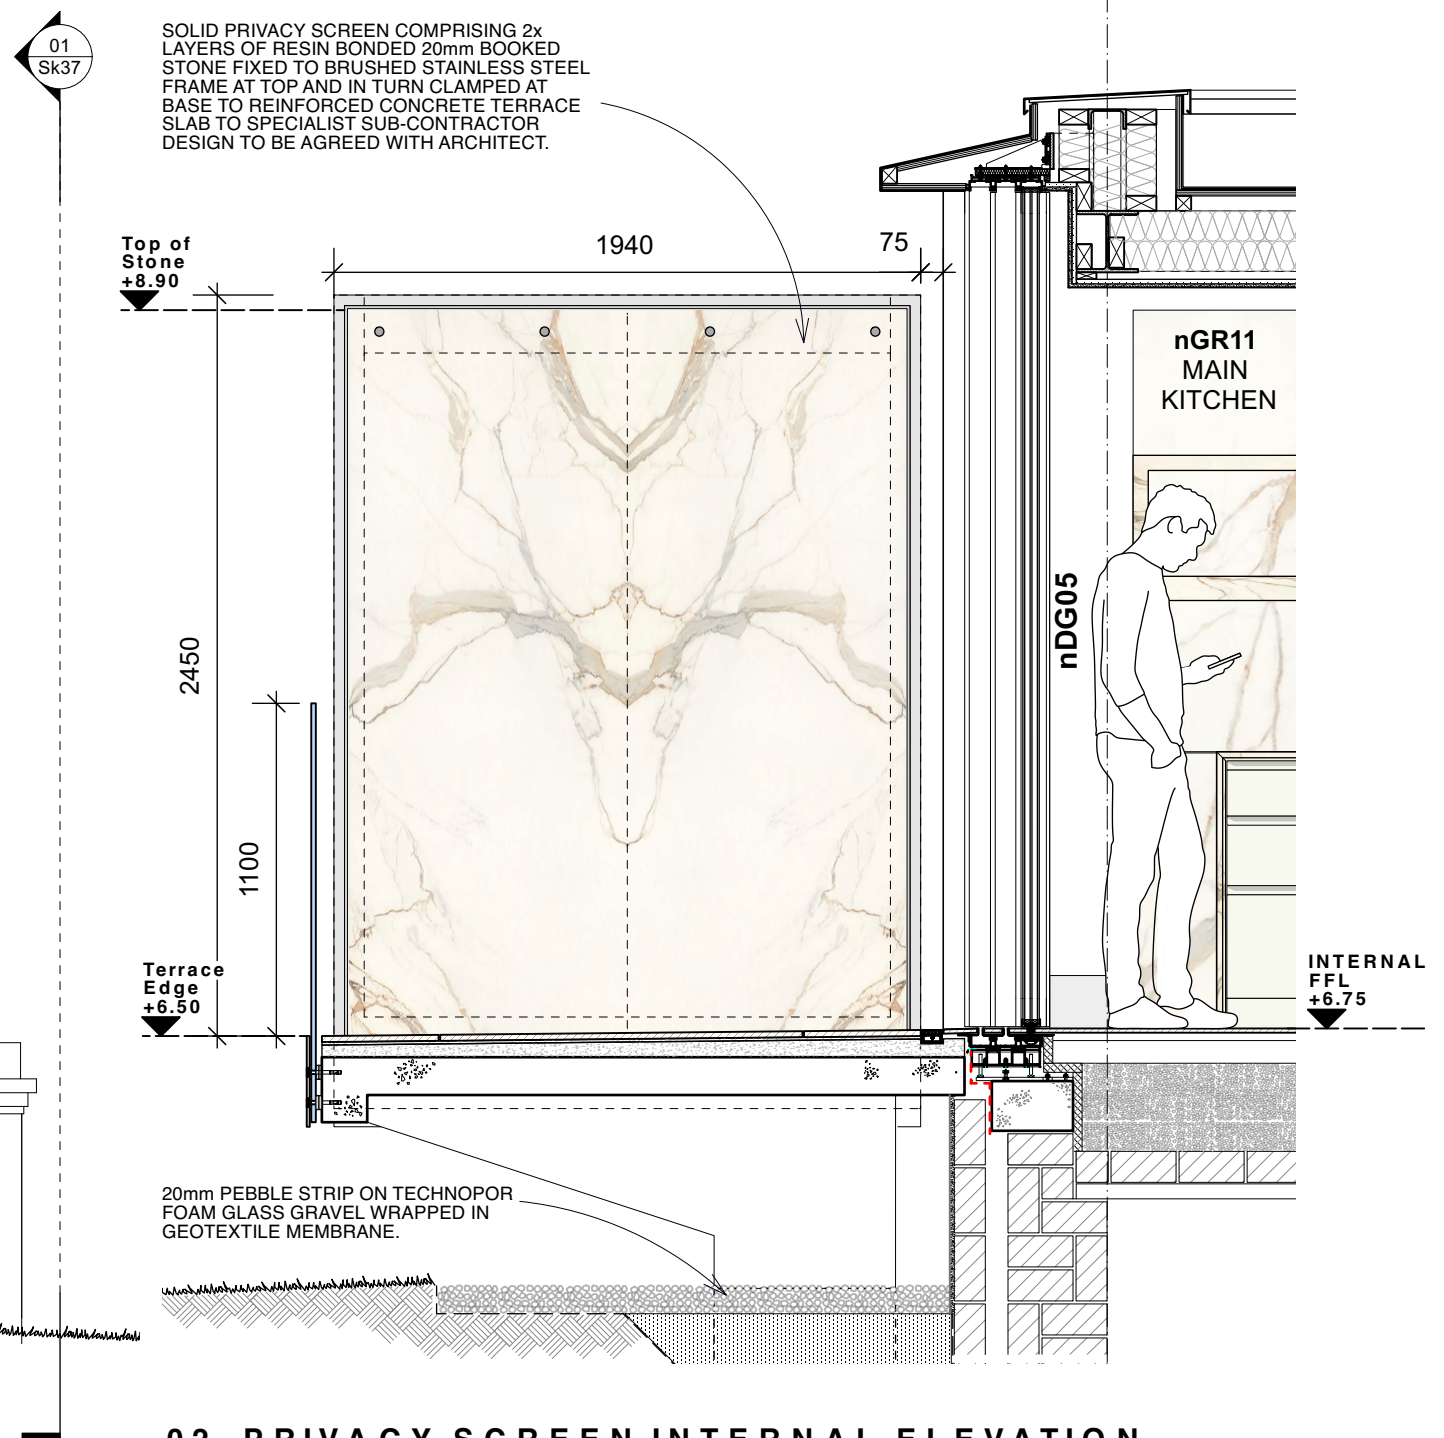 01
Sk37
SOLID PRIVACY SCREEN COMPRISING 2x
LAYERS OF RESIN BONDED 20mm BOOKED
STONE FIXED TO BRUSHED STAINLESS STEEL
FRAME AT TOP AND IN TURN CLAMPED AT
BASE TO REINFORCED CONCRETE TERRACE
SLAB TO SPECIALIST SUB-CONTRACTOR
DESIGN TO BE AGREED WITH ARCHITECT.
Top of
Stone
+8.90
1940
75
nGR11
MAIN
KITCHEN
nDG05
2450
1100
Terrace
Edge
+6.50
INTERNAL
FFL
+6.75
20mm PEBBLE STRIP ON TECHNOPOR
FOAM GLASS GRAVEL WRAPPED IN
GEOTEXTILE MEMBRANE.
02 PRIVACY SCREEN INTERNAL ELEVATION